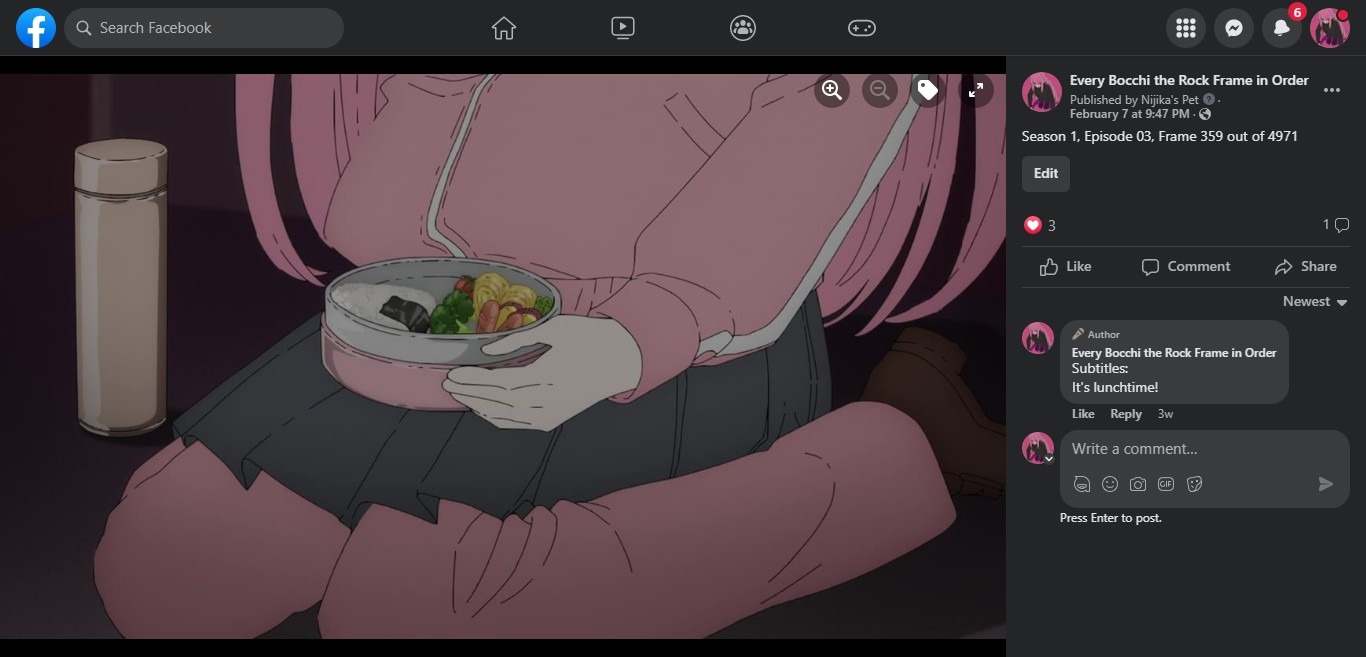 Search Facebook
6
Every Bocchi the Rock Frame in Order
Published by Nijika's Pet ·
February 7 at 9:47 PM ·
Season 1, Episode 03, Frame 359 out of 4971
Edit
3
1
Like
Comment
Share
Newest
Author
Every Bocchi the Rock Frame in Order
Subtitles:
It's lunchtime!
Like Reply 3w
Write a comment...
GIF
Press Enter to post.